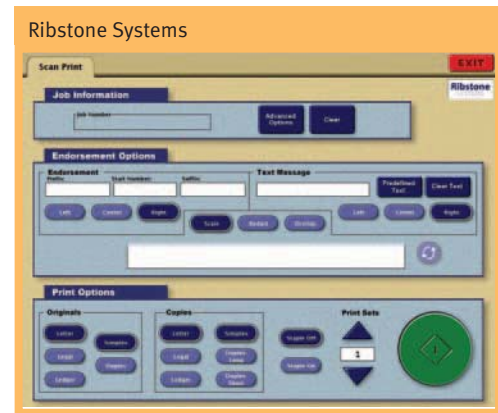 Ribstone Systems
Scan Print
EXIT
Ribstone
Job Information
Job Number
Advanced
Options
Clear
Endorsement Options
Endorsement
Prefix
Start Number
Suffix
Text Message
Predefined
Text
Clear Text
Left
Center
Right
Scan
Redact
Overlay
Left
Center
Right
Print Options
Originals
Letter
Legal
Ledger
Simplex
Duplex
Copies
Letter
Legal
Ledger
Simplex
Duplex
Long
Duplex
Short
Staple Off
Staple On
Print Sets
1
1